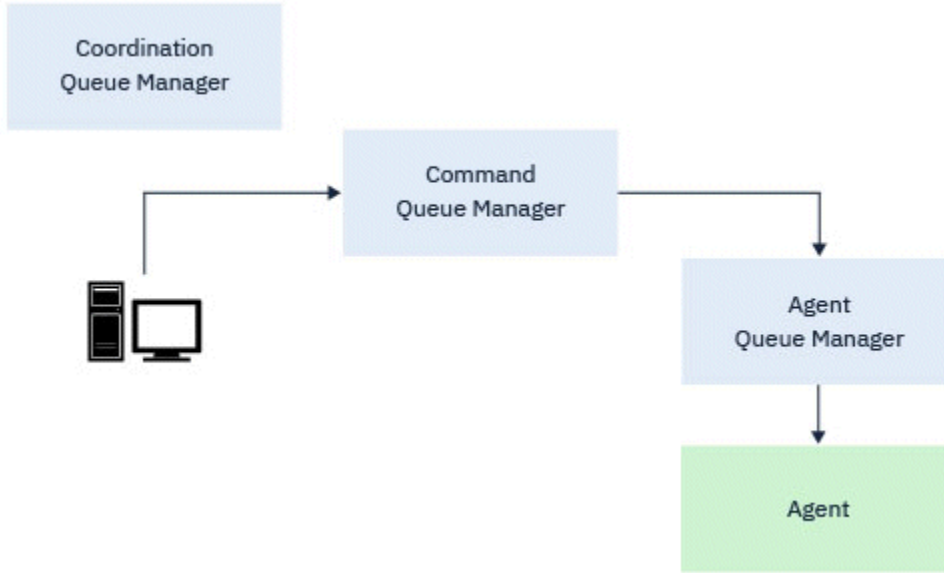 Coordination
Queue Manager
Command
Queue Manager
Agent
Queue Manager
Agent